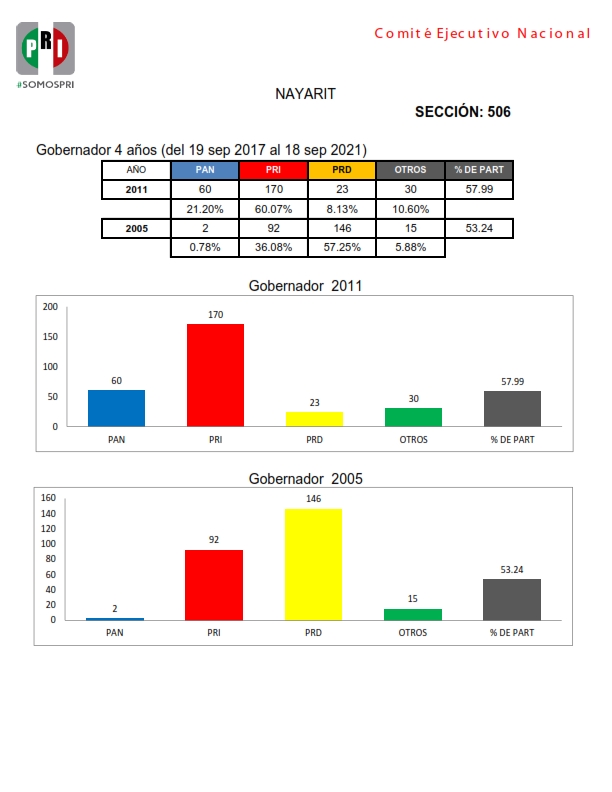 PRI
Comité Ejecutivo Nacional
#SOMOSPRI
NAYARIT
SECCIÓN: 506
Gobernador 4 años (del 19 sep 2017 al 18 sep 2021)
AÑO PAN PRI PRD OTROS % DE PART
2011 60 170 23 30 57.99
21.20% 60.07% 8.13% 10.60%
2005 2 92 146 15 53.24
0.78% 36.08% 57.25% 5.88%
Gobernador 2011
200
150
100
50
0
60 170 23 30 57.99
PAN PRI PRD OTROS % DE PART
Gobernador 2005
160
140
120
100
80
60
40
20
0
2 92 146 15 53.24
PAN PRI PRD OTROS % DE PART